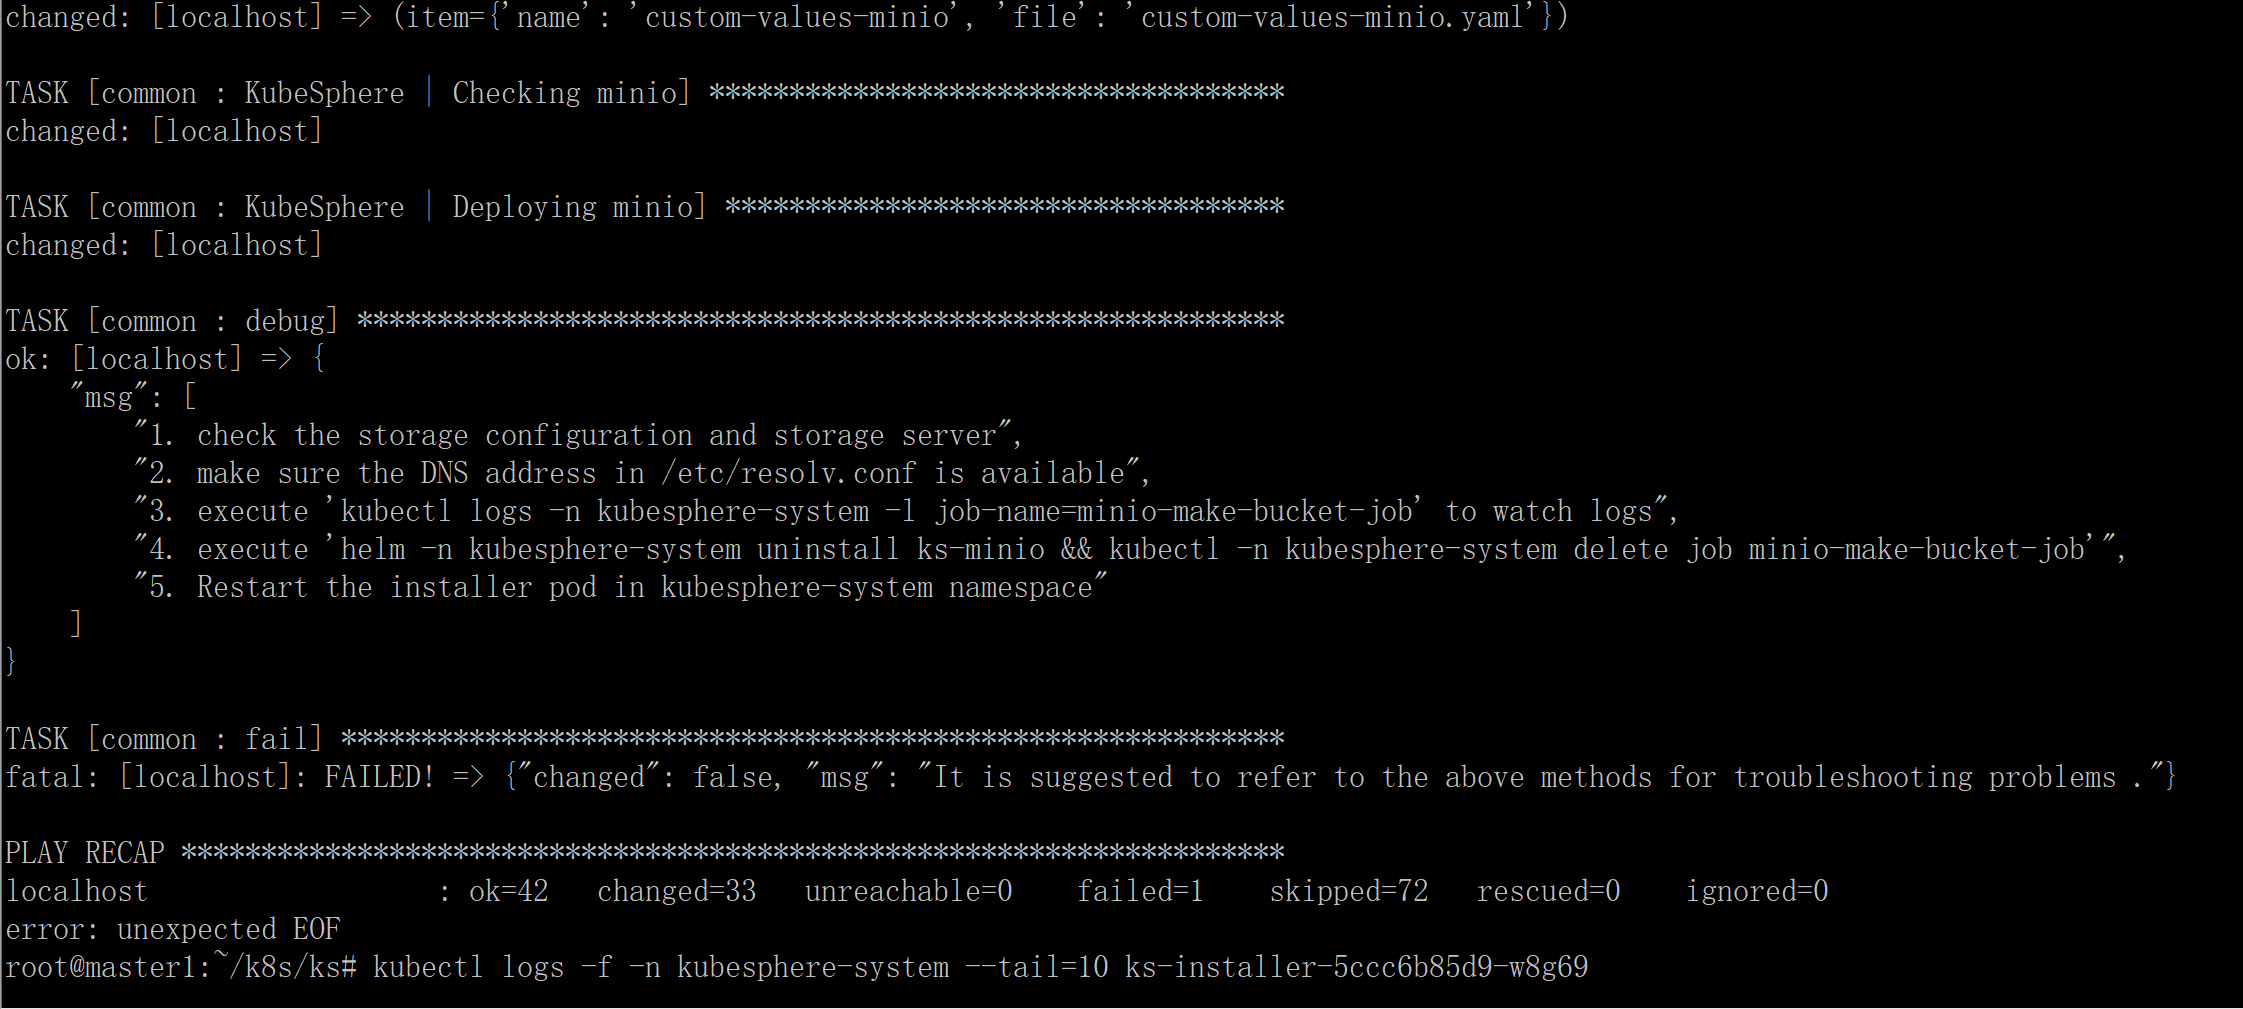 changed: [localhost] => (item={'name': 'custom-values-minio', 'file': 'custom-values-minio.yaml'})
TASK [common : KubeSphere | Checking minio] ************************************
changed: [localhost]
TASK [common : KubeSphere | Deploying minio] ***********************************
changed: [localhost]
TASK [common : debug] **********************************************************
ok: [localhost] => {
    "msg": [
        "1. check the storage configuration and storage server",
        "2. make sure the DNS address in /etc/resolv.conf is available",
        "3. execute 'kubectl logs -n kubesphere-system -l job-name=minio-make-bucket-job' to watch logs",
        "4. execute 'helm -n kubesphere-system uninstall ks-minio && kubectl -n kubesphere-system delete job minio-make-bucket-job'",
        "5. Restart the installer pod in kubesphere-system namespace"
    ]
}
TASK [common : fail] ***********************************************************
fatal: [localhost]: FAILED! => {"changed": false, "msg": "It is suggested to refer to the above methods for troubleshooting problems ."}
PLAY RECAP *********************************************************************
localhost                  : ok=42   changed=33   unreachable=0    failed=1    skipped=72   rescued=0    ignored=0
error: unexpected EOF
root@master1:~/k8s/ks# kubectl logs -f -n kubesphere-system --tail=10 ks-installer-5ccc6b85d9-w8g69